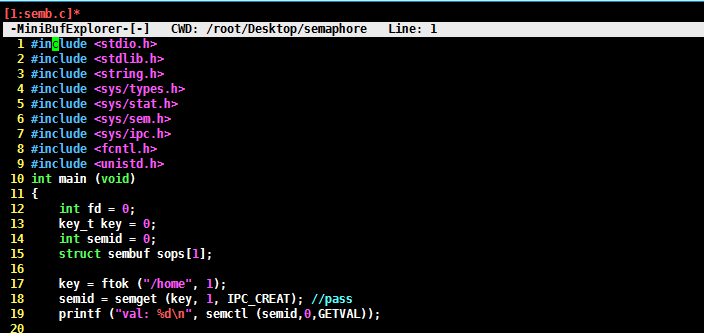 [1:semb.c]*
-MiniBufExplorer-[-]   CWD: /root/Desktop/semaphore   Line: 1
1 #include <stdio.h>
2 #include <stdlib.h>
3 #include <string.h>
4 #include <sys/types.h>
5 #include <sys/stat.h>
6 #include <sys/sem.h>
7 #include <sys/ipc.h>
8 #include <fcntl.h>
9 #include <unistd.h>
10 int main (void)
11 {
12     int fd = 0;
13     key_t key = 0;
14     int semid = 0;
15     struct sembuf sops[1];
16
17     key = ftok ("/home", 1);
18     semid = semget (key, 1, IPC_CREAT); //pass
19     printf ("val: %d\n", semctl (semid,0,GETVAL));
20